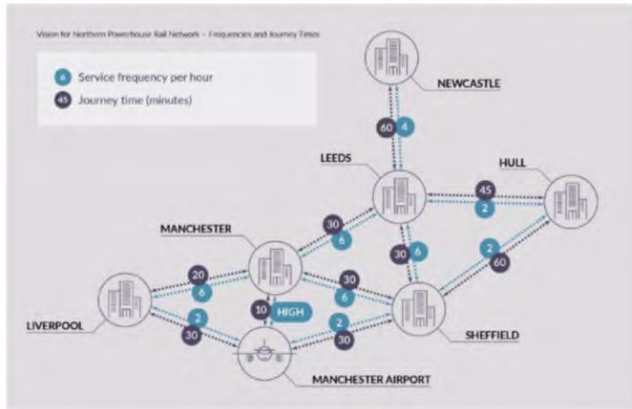 Vision for Northern Powerhouse Rail Network – Frequencies and Journey Times
6 Service frequency per hour
45 Journey time (minutes)
NEWCASTLE
60 4
LEEDS
HULL
45
2
MANCHESTER
30
6
30 6
2
60
20
6
30
6
10 HIGH
LIVERPOOL
2
30
2
30
SHEFFIELD
MANCHESTER AIRPORT